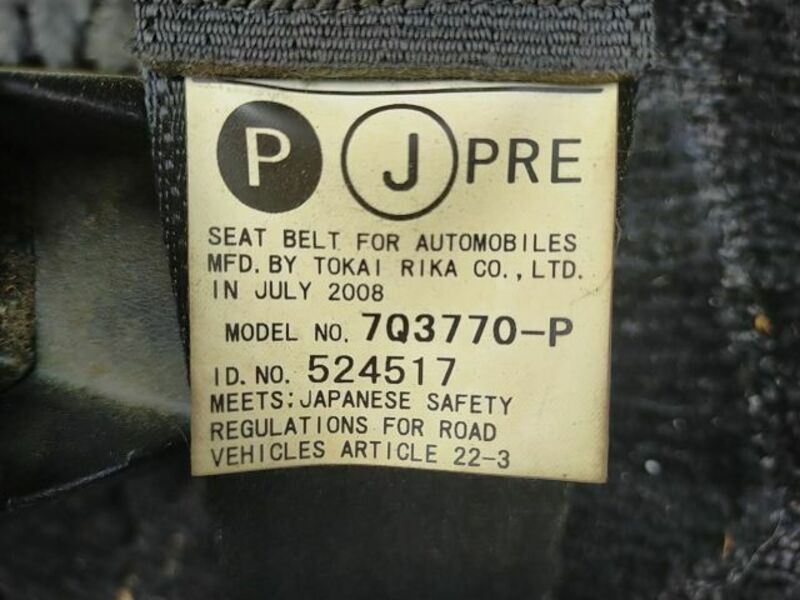 P J PRE
SEAT BELT FOR AUTOMOBILES
MFD. BY TOKAI RIKA CO., LTD.
IN JULY 2008
MODEL NO. 7Q3770-P
ID. NO. 524517
MEETS: JAPANESE SAFETY
REGULATIONS FOR ROAD
VEHICLES ARTICLE 22-3